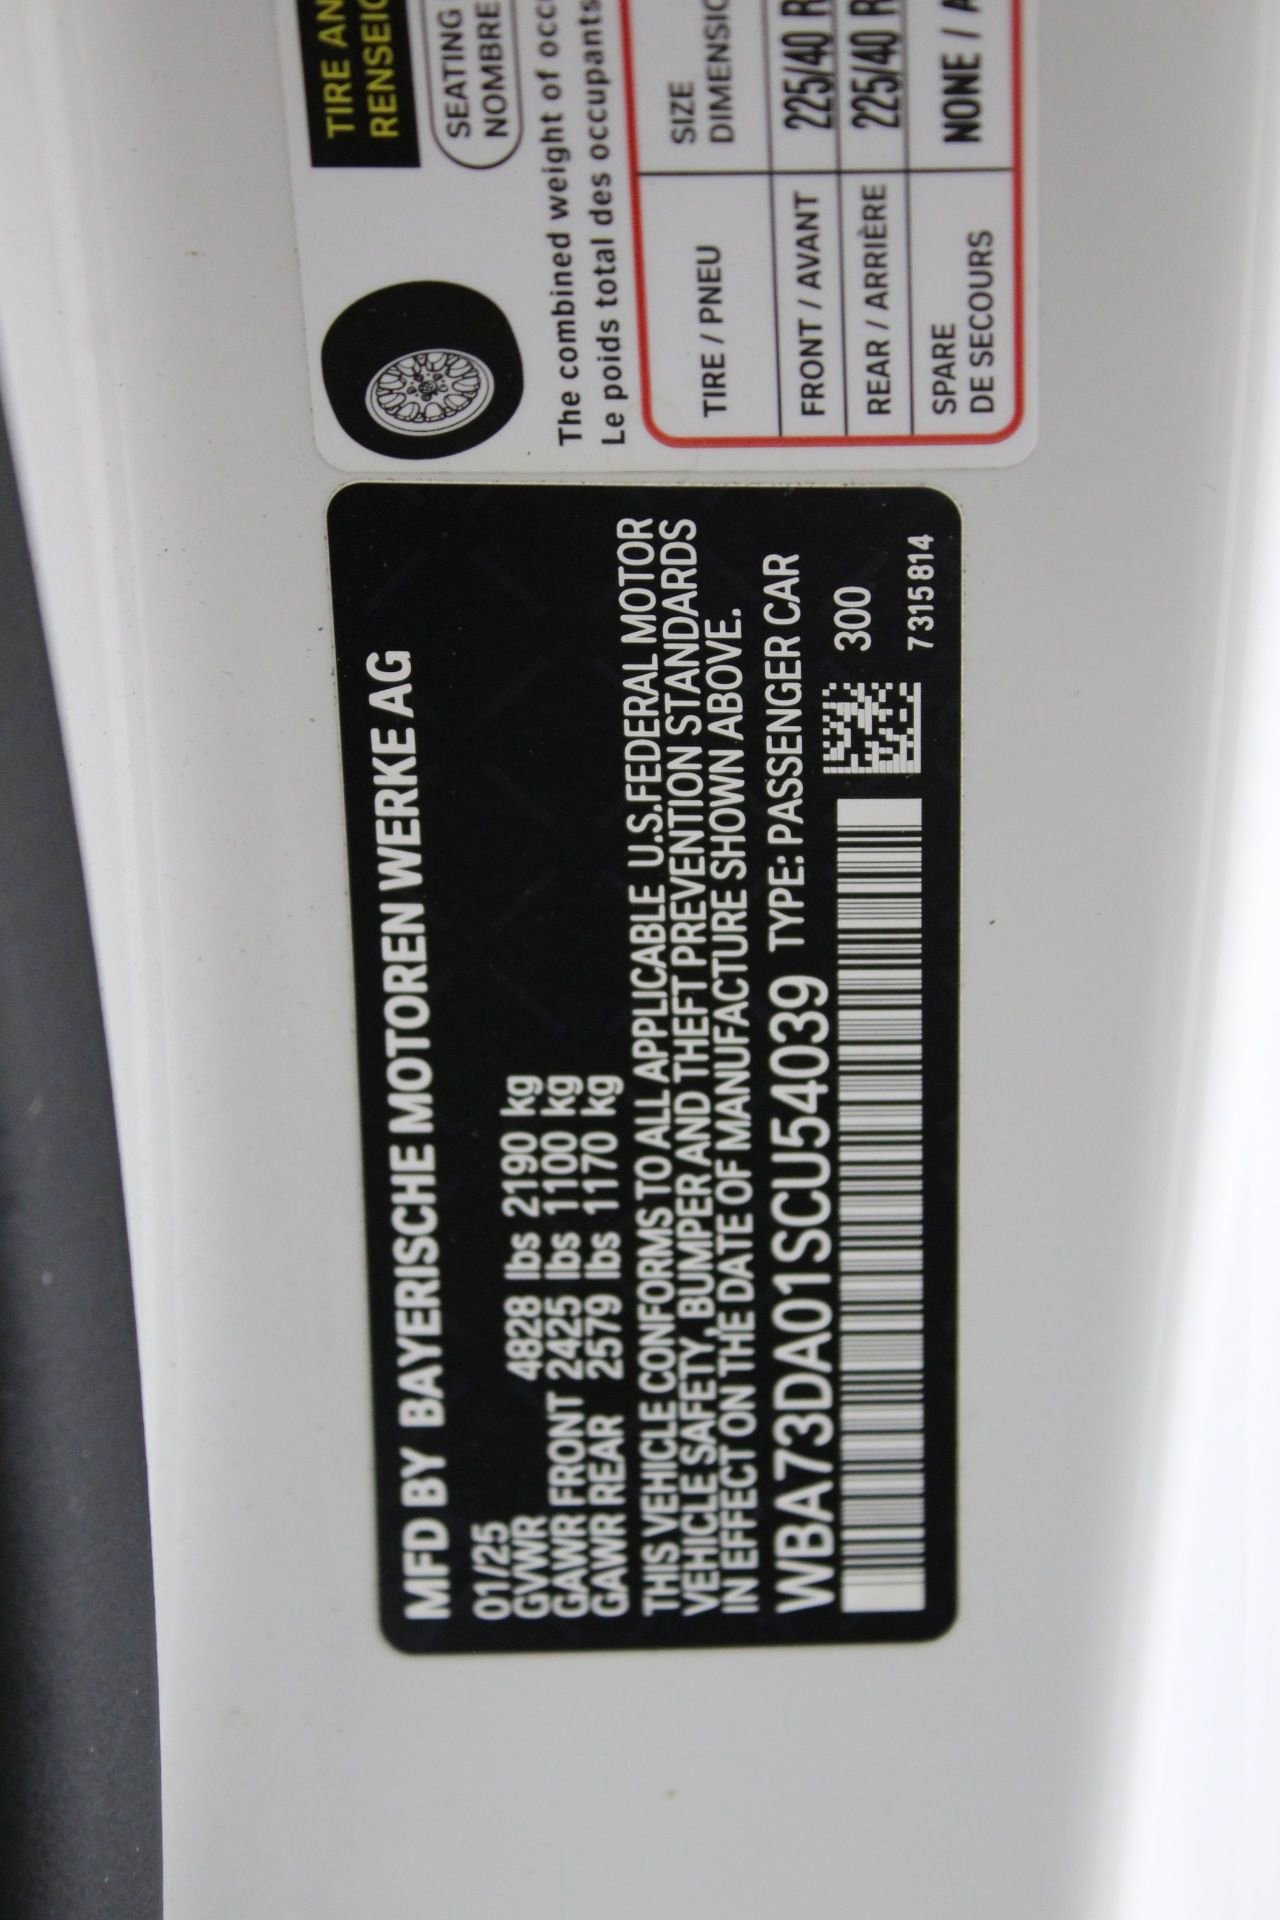 TIRE AN
RENSEIG
SEATING
NOMBRE
The combined weight of occ
Le poids total des occupants
TIRE / PNEU
SIZE
DIMENSIO
FRONT / AVANT 225/40 R
REAR / ARRIÈRE 225/40 R
SPARE
DE SECOURS
NONE / A
MFD BY BAYERISCHE MOTOREN WERKE AG
01/25
GVWR 4828 lbs 2190 kg
GAWR FRONT 2425 lbs 1100 kg
GAWR REAR 2579 lbs 1170 kg
THIS VEHICLE CONFORMS TO ALL APPLICABLE U.S.FEDERAL MOTOR
VEHICLE SAFETY, BUMPER AND THEFT PREVENTION STANDARDS
IN EFFECT ON THE DATE OF MANUFACTURE SHOWN ABOVE.
WBA73DA01SCU54039 TYPE: PASSENGER CAR
300
7315814